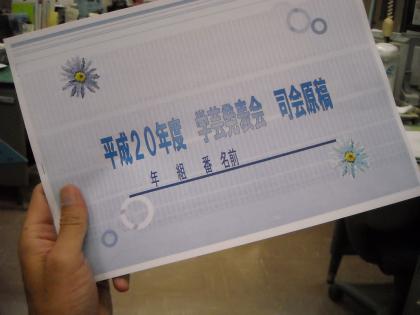 平成20年度 学芸発表会 司会原稿
年 組 番 名前